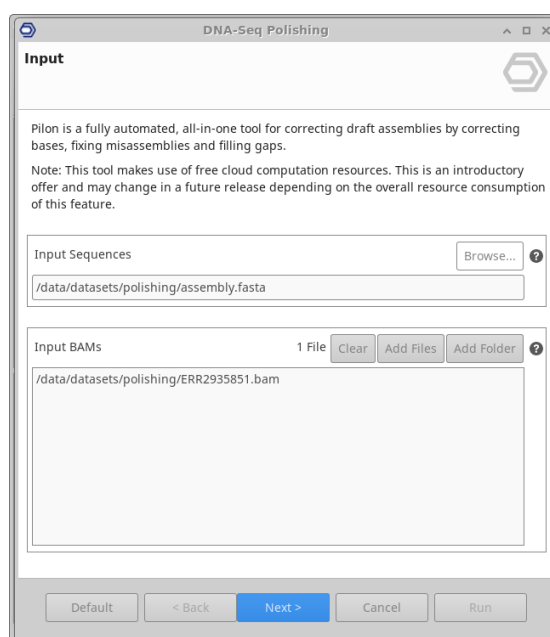 DNA-Seq Polishing
Input
Pilon is a fully automated, all-in-one tool for correcting draft assemblies by correcting
bases, fixing misassemblies and filling gaps.
Note: This tool makes use of free cloud computation resources. This is an introductory
offer and may change in a future release depending on the overall resource consumption
of this feature.
Input Sequences Browse...
/data/datasets/polishing/assembly.fasta
Input BAMs 1 File Clear Add Files Add Folder
/data/datasets/polishing/ERR2935851.bam
Default < Back Next > Cancel Run